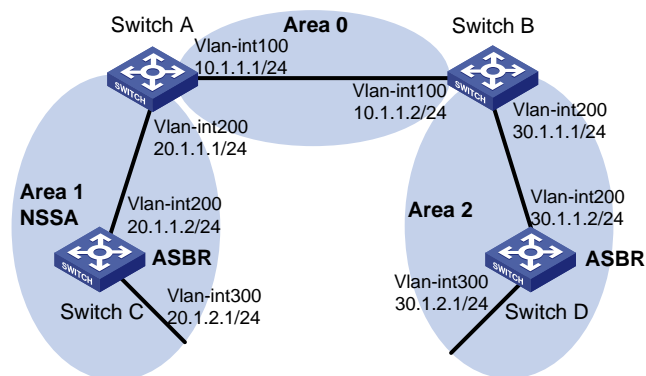 Switch A
Area 0
Switch B
Vlan-int100
10.1.1.1/24
SWITCH
SWITCH
Vlan-int100
10.1.1.2/24
Vlan-int200
30.1.1.1/24
Vlan-int200
20.1.1.1/24
Area 1
NSSA
Vlan-int200
20.1.1.2/24
Area 2
Vlan-int200
30.1.1.2/24
SWITCH
ASBR
SWITCH
ASBR
Switch C
Vlan-int300
20.1.2.1/24
Vlan-int300
30.1.2.1/24
Switch D